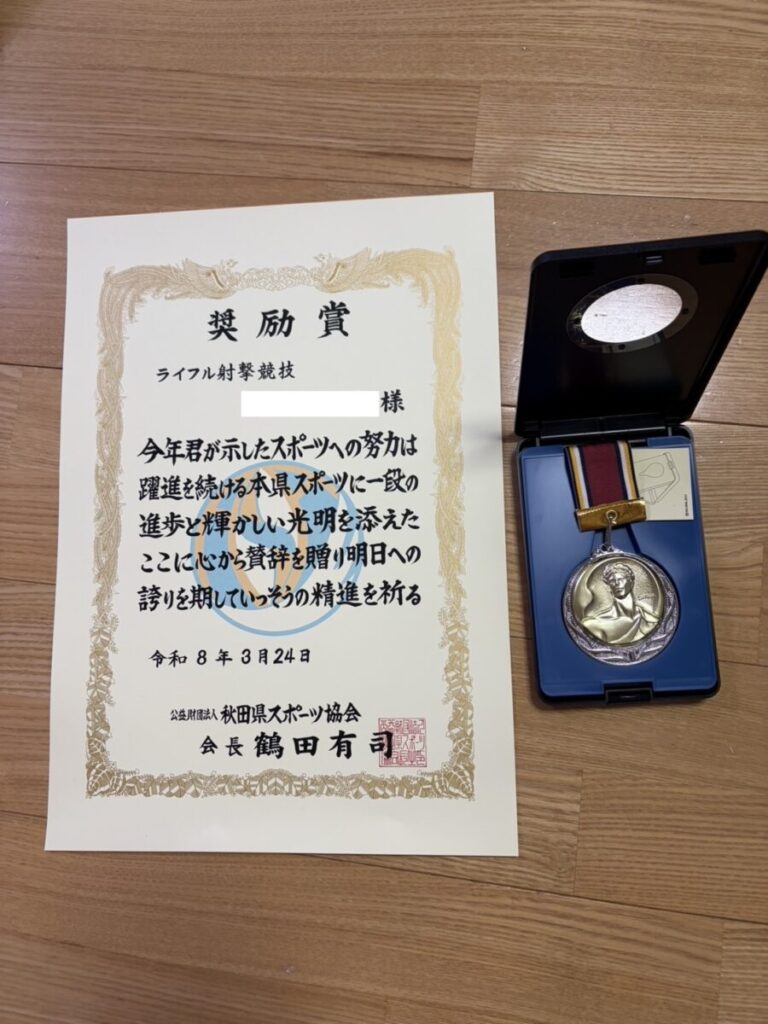 奨励賞
ライフル射撃競技
様
今年君が示したスポーツへの努力は
躍進を続ける本県スポーツに一段の
進歩と輝かしい光明を添えた
ここに心から賛辞を贈り明日への
誇りを期していっそうの精進を祈る
令和8年3月24日
公益財団法人 秋田県スポーツ協会
会長 鶴田有司